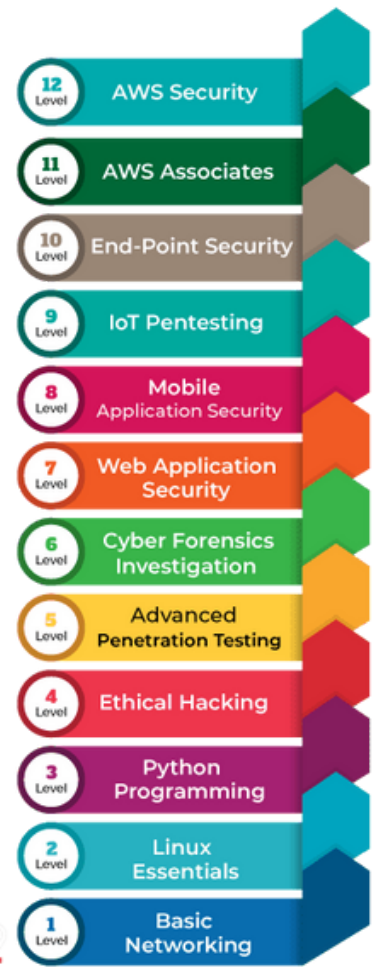 12
Level
AWS Security
11
Level
AWS Associates
10
Level
End-Point Security
9
Level
IoT Pentesting
8
Level
Mobile
Application Security
7
Level
Web Application
Security
6
Level
Cyber Forensics
Investigation
5
Level
Advanced
Penetration Testing
4
Level
Ethical Hacking
3
Level
Python
Programming
2
Level
Linux
Essentials
1
Level
Basic
Networking